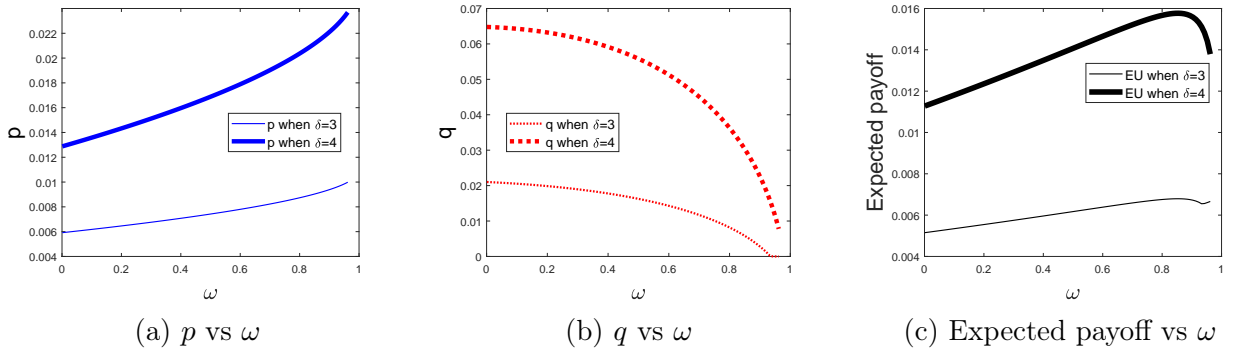 p
0.022
0.02
0.018
0.016
0.014
0.012
0.01
0.008
0.006
0.004
0
0.2
0.4
0.6
0.8
1
p when δ=3
p when δ=4
ω
(a) p vs ω
q
0.07
0.06
0.05
0.04
0.03
0.02
0.01
0
0
0.2
0.4
0.6
0.8
1
q when δ=3
q when δ=4
ω
(b) q vs ω
Expected payoff
0.016
0.014
0.012
0.01
0.008
0.006
0.004
0
0.2
0.4
0.6
0.8
1
EU when δ=3
EU when δ=4
ω
(c) Expected payoff vs ω